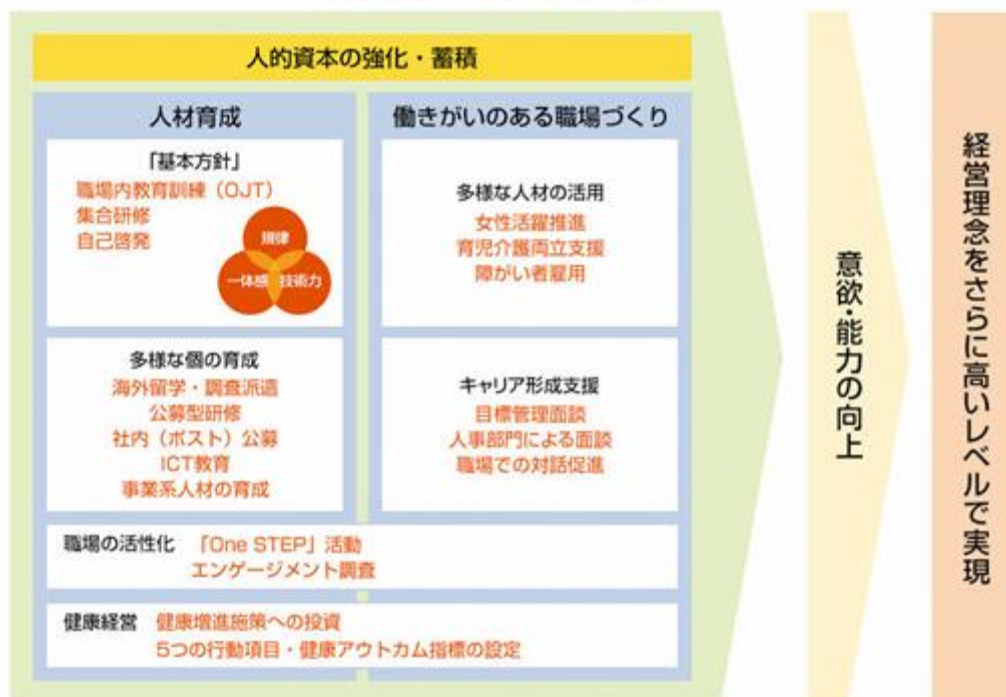 人的資本の強化・蓄積
人材育成
「基本方針」
職場内教育訓練（OJT）
集合研修
自己啓発
規律
一体感
技術力
多様な個の育成
海外留学・調査派遣
公募型研修
社内（ポスト）公募
ICT教育
事業系人材の育成
働きがいのある職場づくり
多様な人材の活用
女性活躍推進
育児介護両立支援
障がい者雇用
キャリア形成支援
目標管理面談
人事部門による面談
職場での対話促進
職場の活性化 「One STEP」活動
エンゲージメント調査
健康経営 健康増進施策への投資
5つの行動項目・健康アウトカム指標の設定
意欲・能力の向上
経営理念をさらに高いレベルで実現